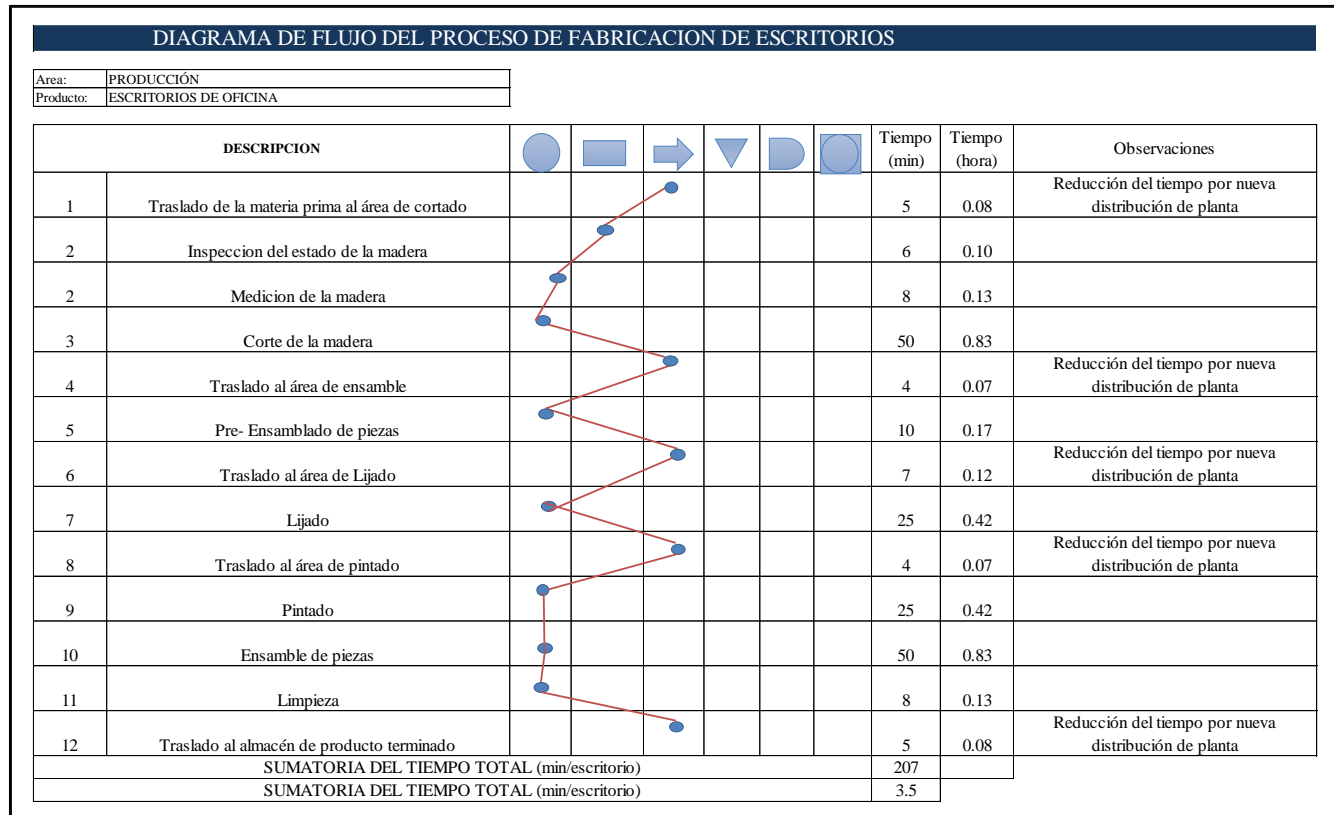 DIAGRAMA DE FLUJO DEL PROCESO DE FABRICACION DE ESCRITORIOS
Area: PRODUCCIÓN
Producto: ESCRITORIOS DE OFICINA
DESCRIPCION Tiempo (min) Tiempo (hora) Observaciones
1 Traslado de la materia prima al área de cortado 5 0.08 Reducción del tiempo por nueva distribución de planta
2 Inspeccion del estado de la madera 6 0.10
2 Medicion de la madera 8 0.13
3 Corte de la madera 50 0.83
4 Traslado al área de ensamble 4 0.07 Reducción del tiempo por nueva distribución de planta
5 Pre- Ensamblado de piezas 10 0.17
6 Traslado al área de Lijado 7 0.12 Reducción del tiempo por nueva distribución de planta
7 Lijado 25 0.42
8 Traslado al área de pintado 4 0.07 Reducción del tiempo por nueva distribución de planta
9 Pintado 25 0.42
10 Ensamble de piezas 50 0.83
11 Limpieza 8 0.13
12 Traslado al almacén de producto terminado 5 0.08 Reducción del tiempo por nueva distribución de planta
SUMATORIA DEL TIEMPO TOTAL (min/escritorio) 207
SUMATORIA DEL TIEMPO TOTAL (min/escritorio) 3.5